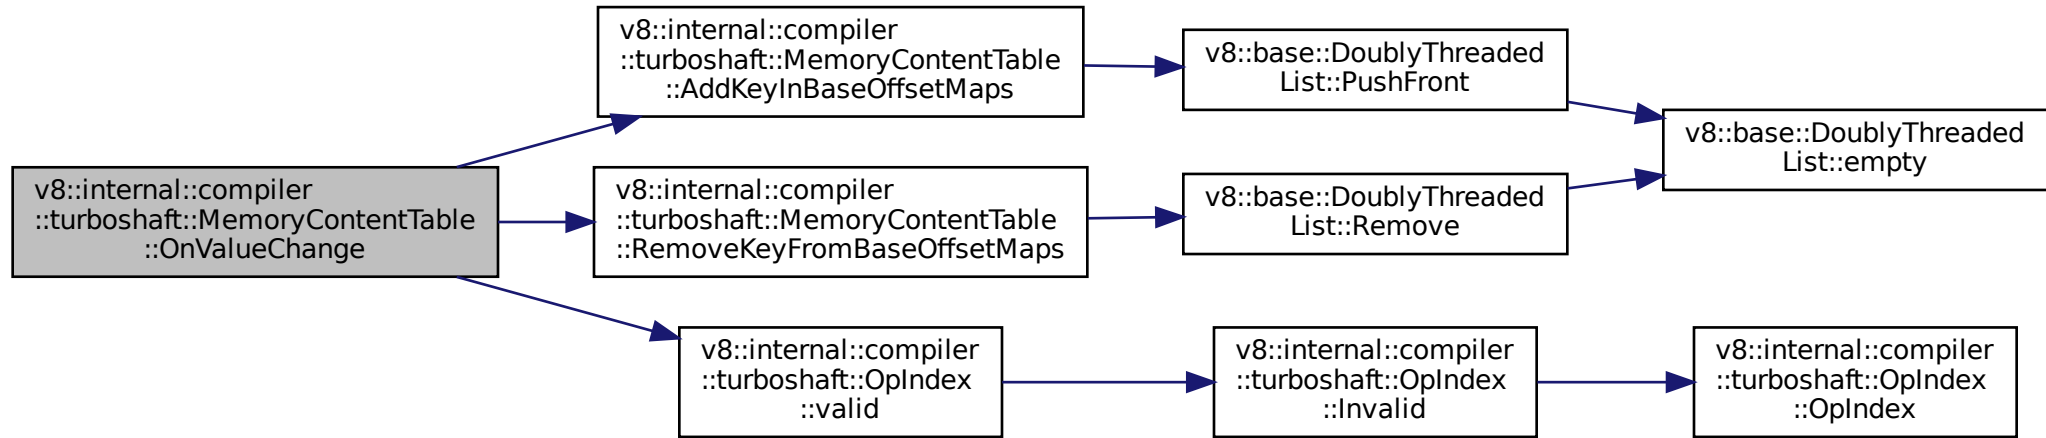 v8::internal::compiler
::turboshaft::MemoryContentTable
::OnValueChange
v8::internal::compiler
::turboshaft::MemoryContentTable
::AddKeyInBaseOffsetMaps
v8::base::DoublyThreaded
List::PushFront
v8::base::DoublyThreaded
List::empty
v8::internal::compiler
::turboshaft::MemoryContentTable
::RemoveKeyFromBaseOffsetMaps
v8::base::DoublyThreaded
List::Remove
v8::internal::compiler
::turboshaft::OpIndex
::valid
v8::internal::compiler
::turboshaft::OpIndex
::Invalid
v8::internal::compiler
::turboshaft::OpIndex
::OpIndex